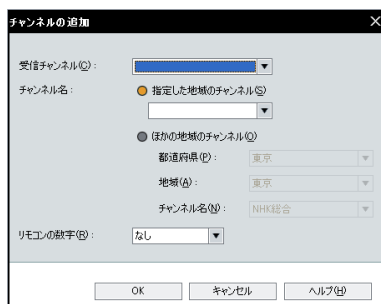 チャンネルの追加
受信チャンネル(C):
チャンネル名: 指定した地域のチャンネル(S)
ほかの地域のチャンネル(O)
都道府県(P): 東京
地域(A): 東京
チャンネル名(N): NHK総合
リモコンの数字(R): なし
OK キャンセル ヘルプ(H)